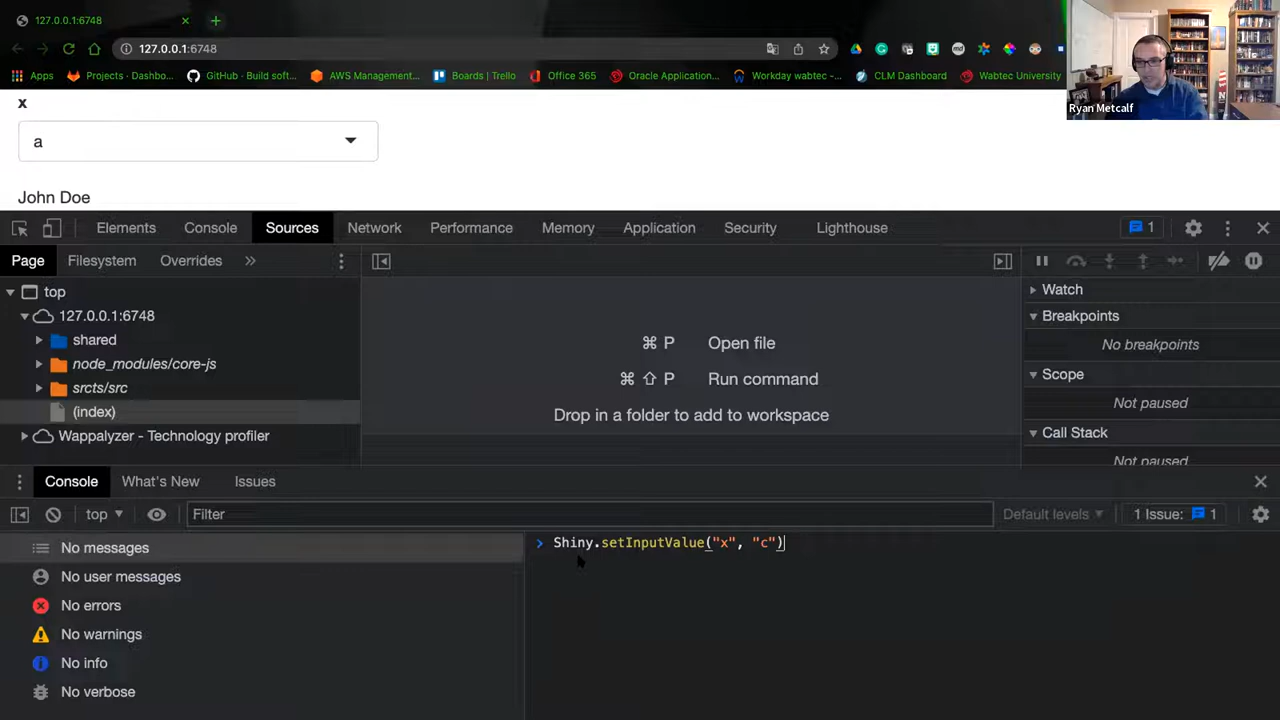 127.0.0.1:6748
127.0.0.1:6748
Apps Projects - Dashbo... GitHub · Build soft... AWS Management... Boards | Trello Office 365 Oracle Application... Workday wabtec -... CLM Dashboard Wabtec University
Ryan Metcalf
x
a
John Doe
Elements Console Sources Network Performance Memory Application Security Lighthouse 1
Page Filesystem Overrides »
top
127.0.0.1:6748
shared
node_modules/core-js
srcts/src
(index)
Wappalyzer - Technology profiler
⌘ P Open file
⌘ ⇧ P Run command
Drop in a folder to add to workspace
Watch
Breakpoints
No breakpoints
Scope
Not paused
Call Stack
Not paused
Console What's New Issues
top Filter Default levels 1 Issue: 1
No messages
No user messages
No errors
No warnings
No info
No verbose
> Shiny.setInputValue("x", "c")